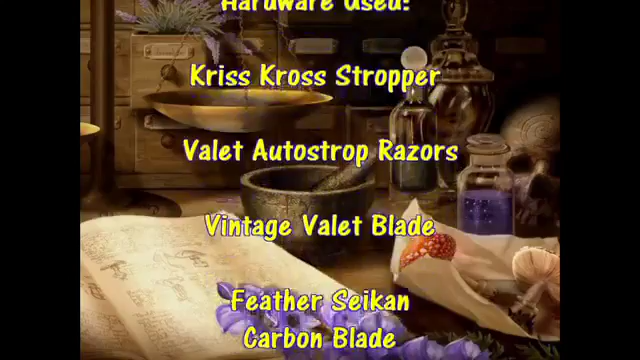 Hardware Used:
Kriss Kross Stropper
Valet Autostrop Razors
Vintage Valet Blade
Feather Seikan
Carbon Blade